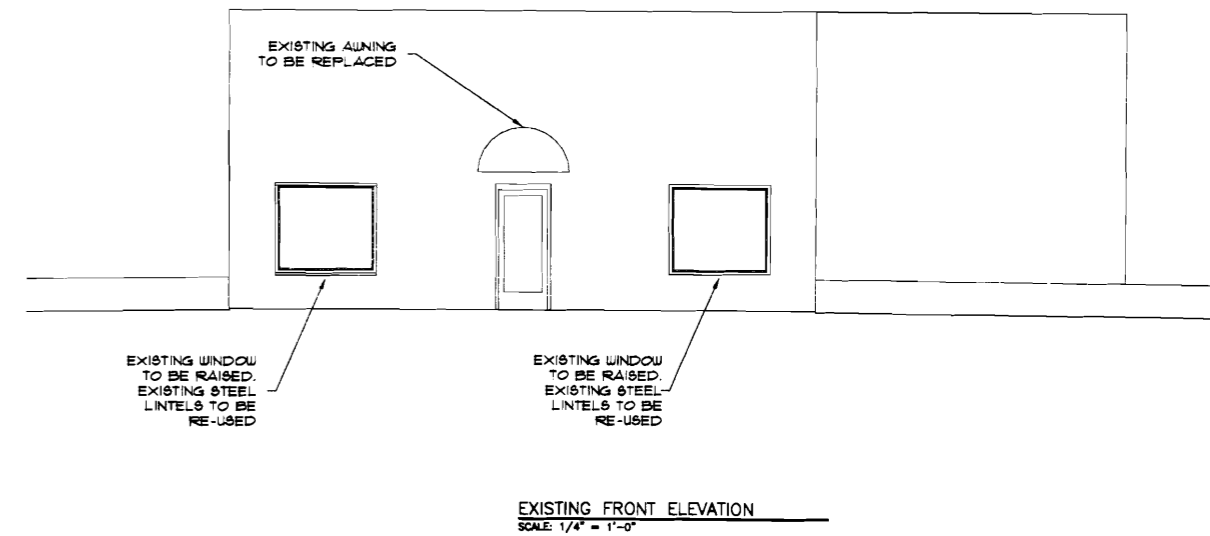 EXISTING AWNING
TO BE REPLACED
EXISTING WINDOW
TO BE RAISED.
EXISTING STEEL
LINTELS TO BE
RE-USED
EXISTING WINDOW
TO BE RAISED.
EXISTING STEEL
LINTELS TO BE
RE-USED
EXISTING FRONT ELEVATION
SCALE: 1/4" = 1'-0"